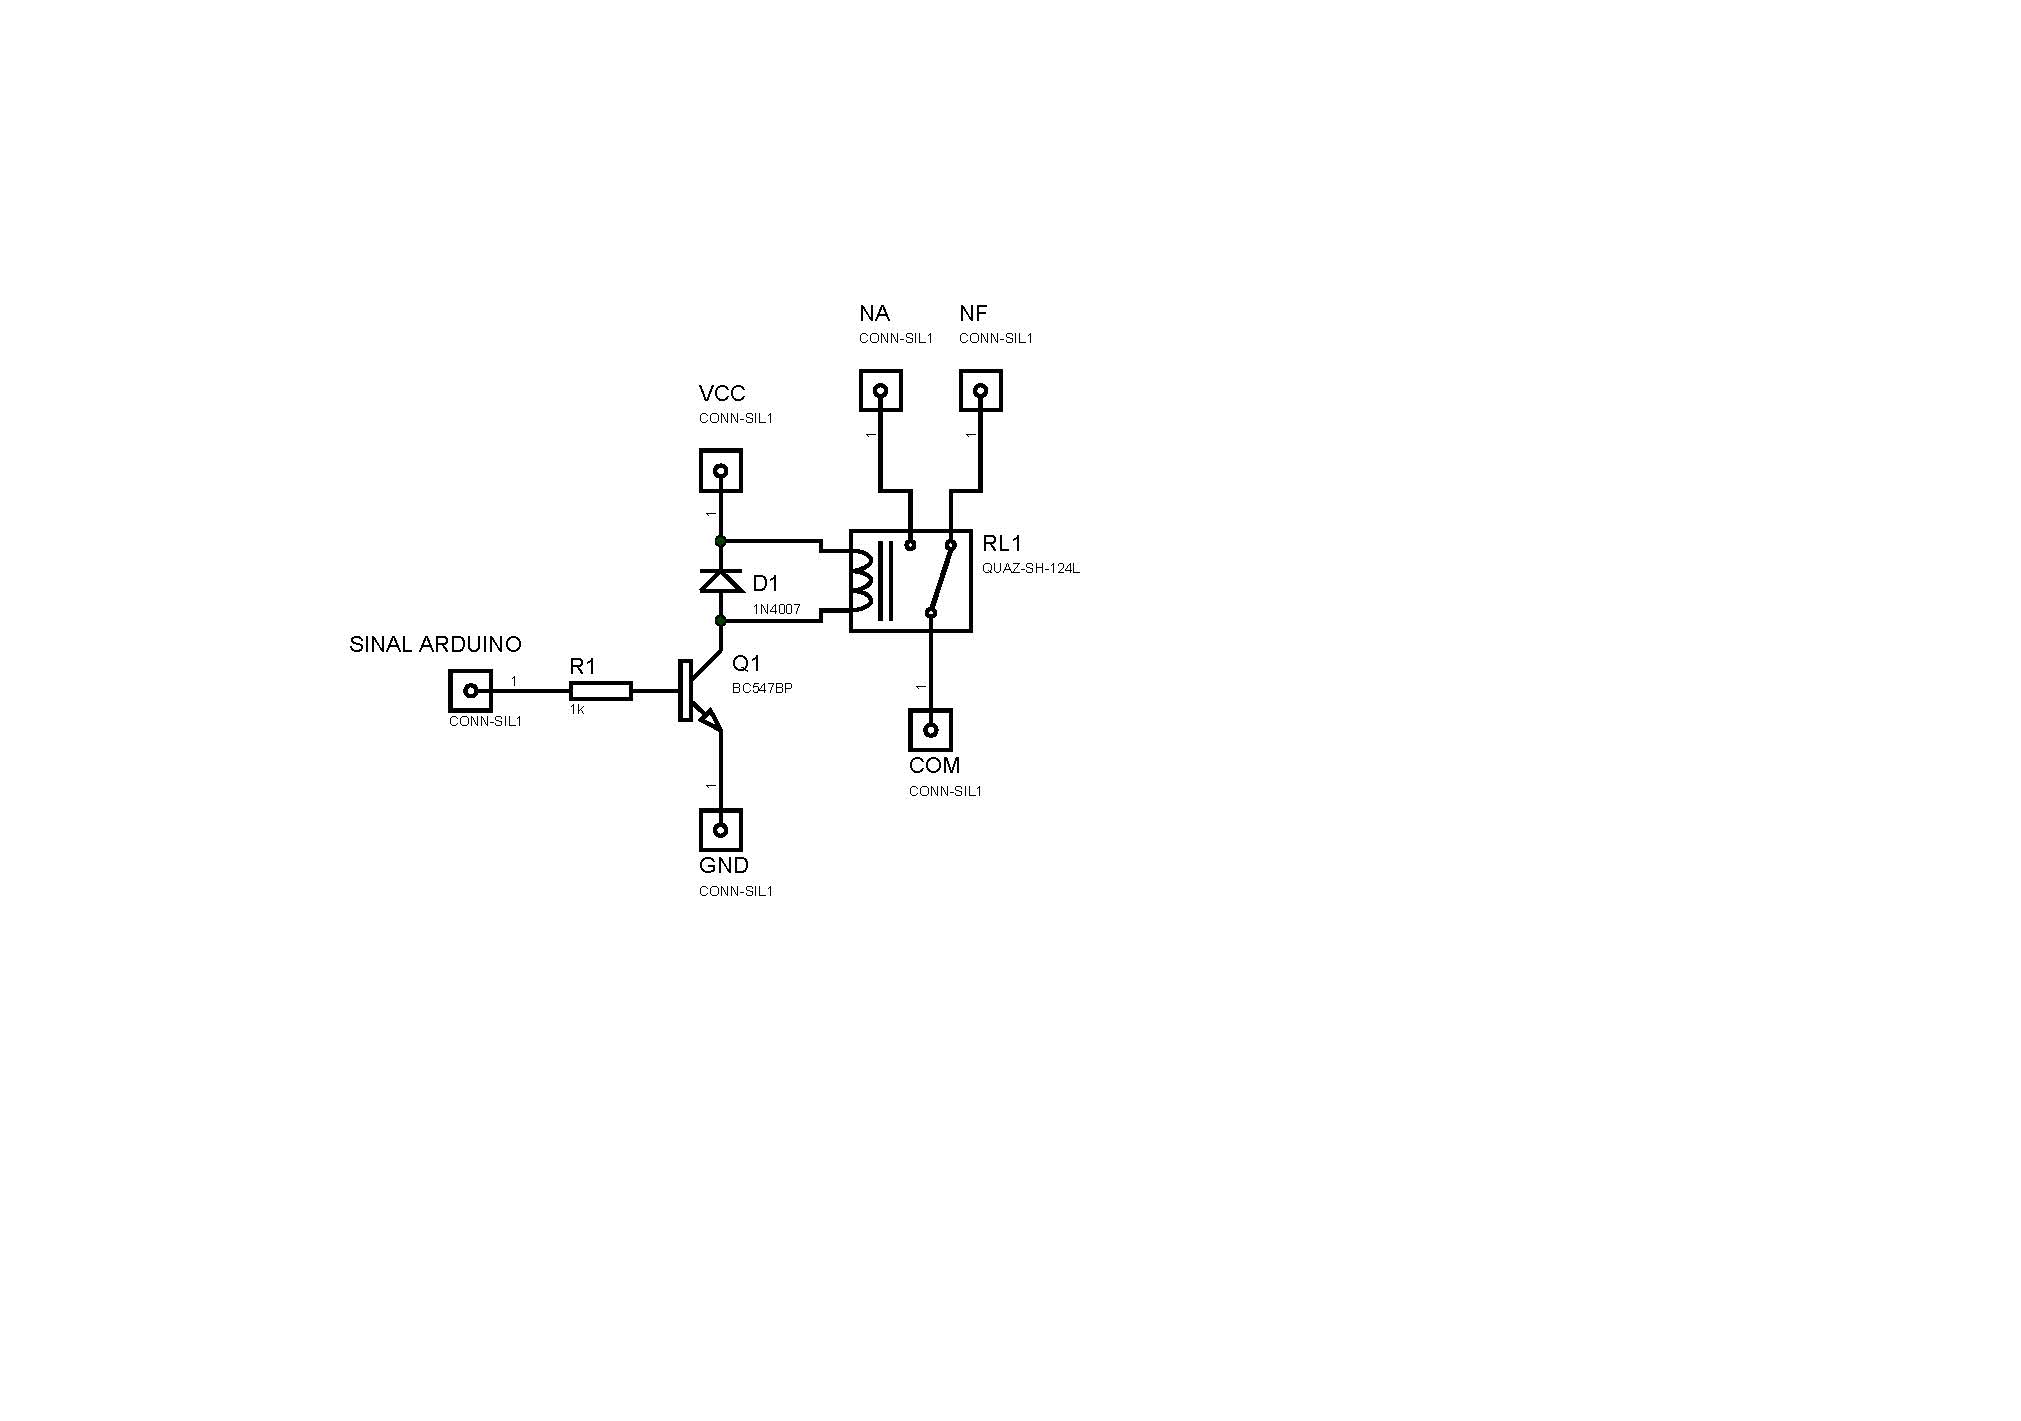 NA
CONN-SIL1
1
NF
CONN-SIL1
1
VCC
CONN-SIL1
1
RL1
QUAZ-SH-124L
D1
1N4007
SINAL ARDUINO
1
CONN-SIL1
R1
1k
Q1
BC547BP
1
COM
CONN-SIL1
1
GND
CONN-SIL1